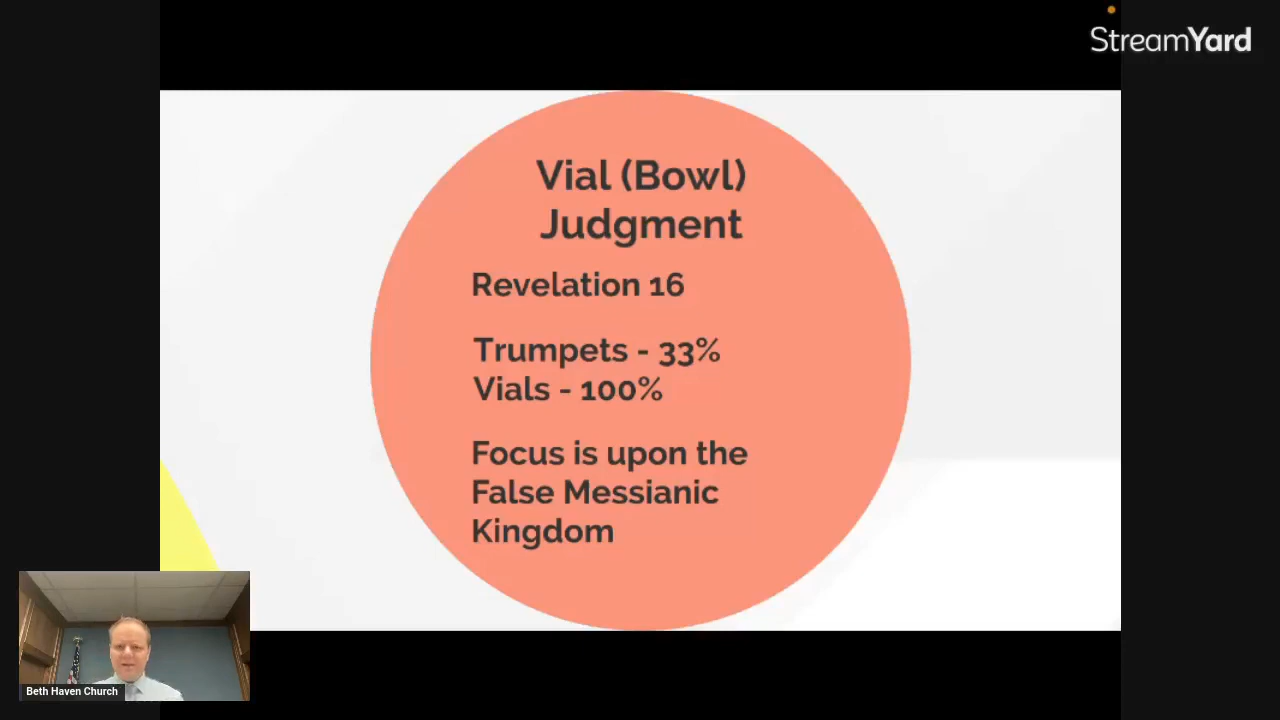 StreamYard
Vial (Bowl)
Judgment
Revelation 16
Trumpets - 33%
Vials - 100%
Focus is upon the
False Messianic
Kingdom
Beth Haven Church